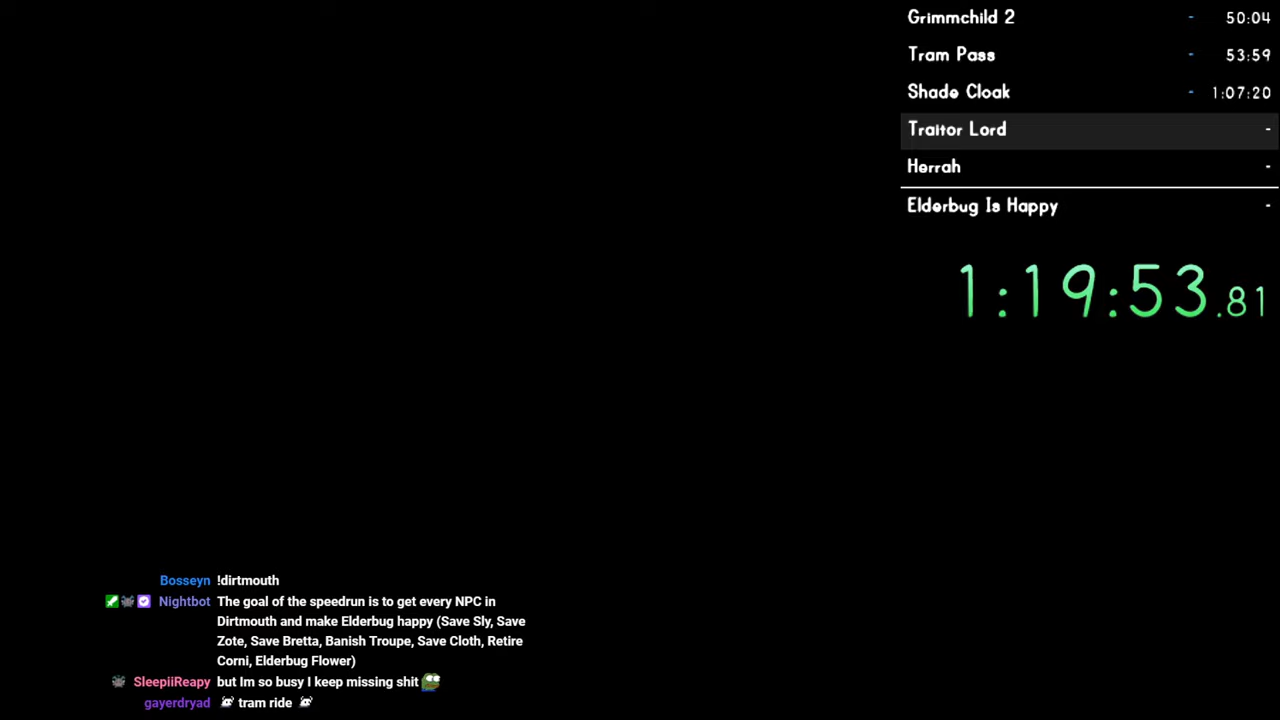 Grimmchild 2 - 50:04
Tram Pass - 53:59
Shade Cloak - 1:07:20
Traitor Lord -
Herrah -
Elderbug Is Happy -
1:19:53.81
Bosseyn !dirtmouth
Nightbot The goal of the speedrun is to get every NPC in
Dirtmouth and make Elderbug happy (Save Sly, Save
Zote, Save Bretta, Banish Troupe, Save Cloth, Retire
Corni, Elderbug Flower)
SleepiiReapy but Im so busy I keep missing shit
gayerdryad tram ride